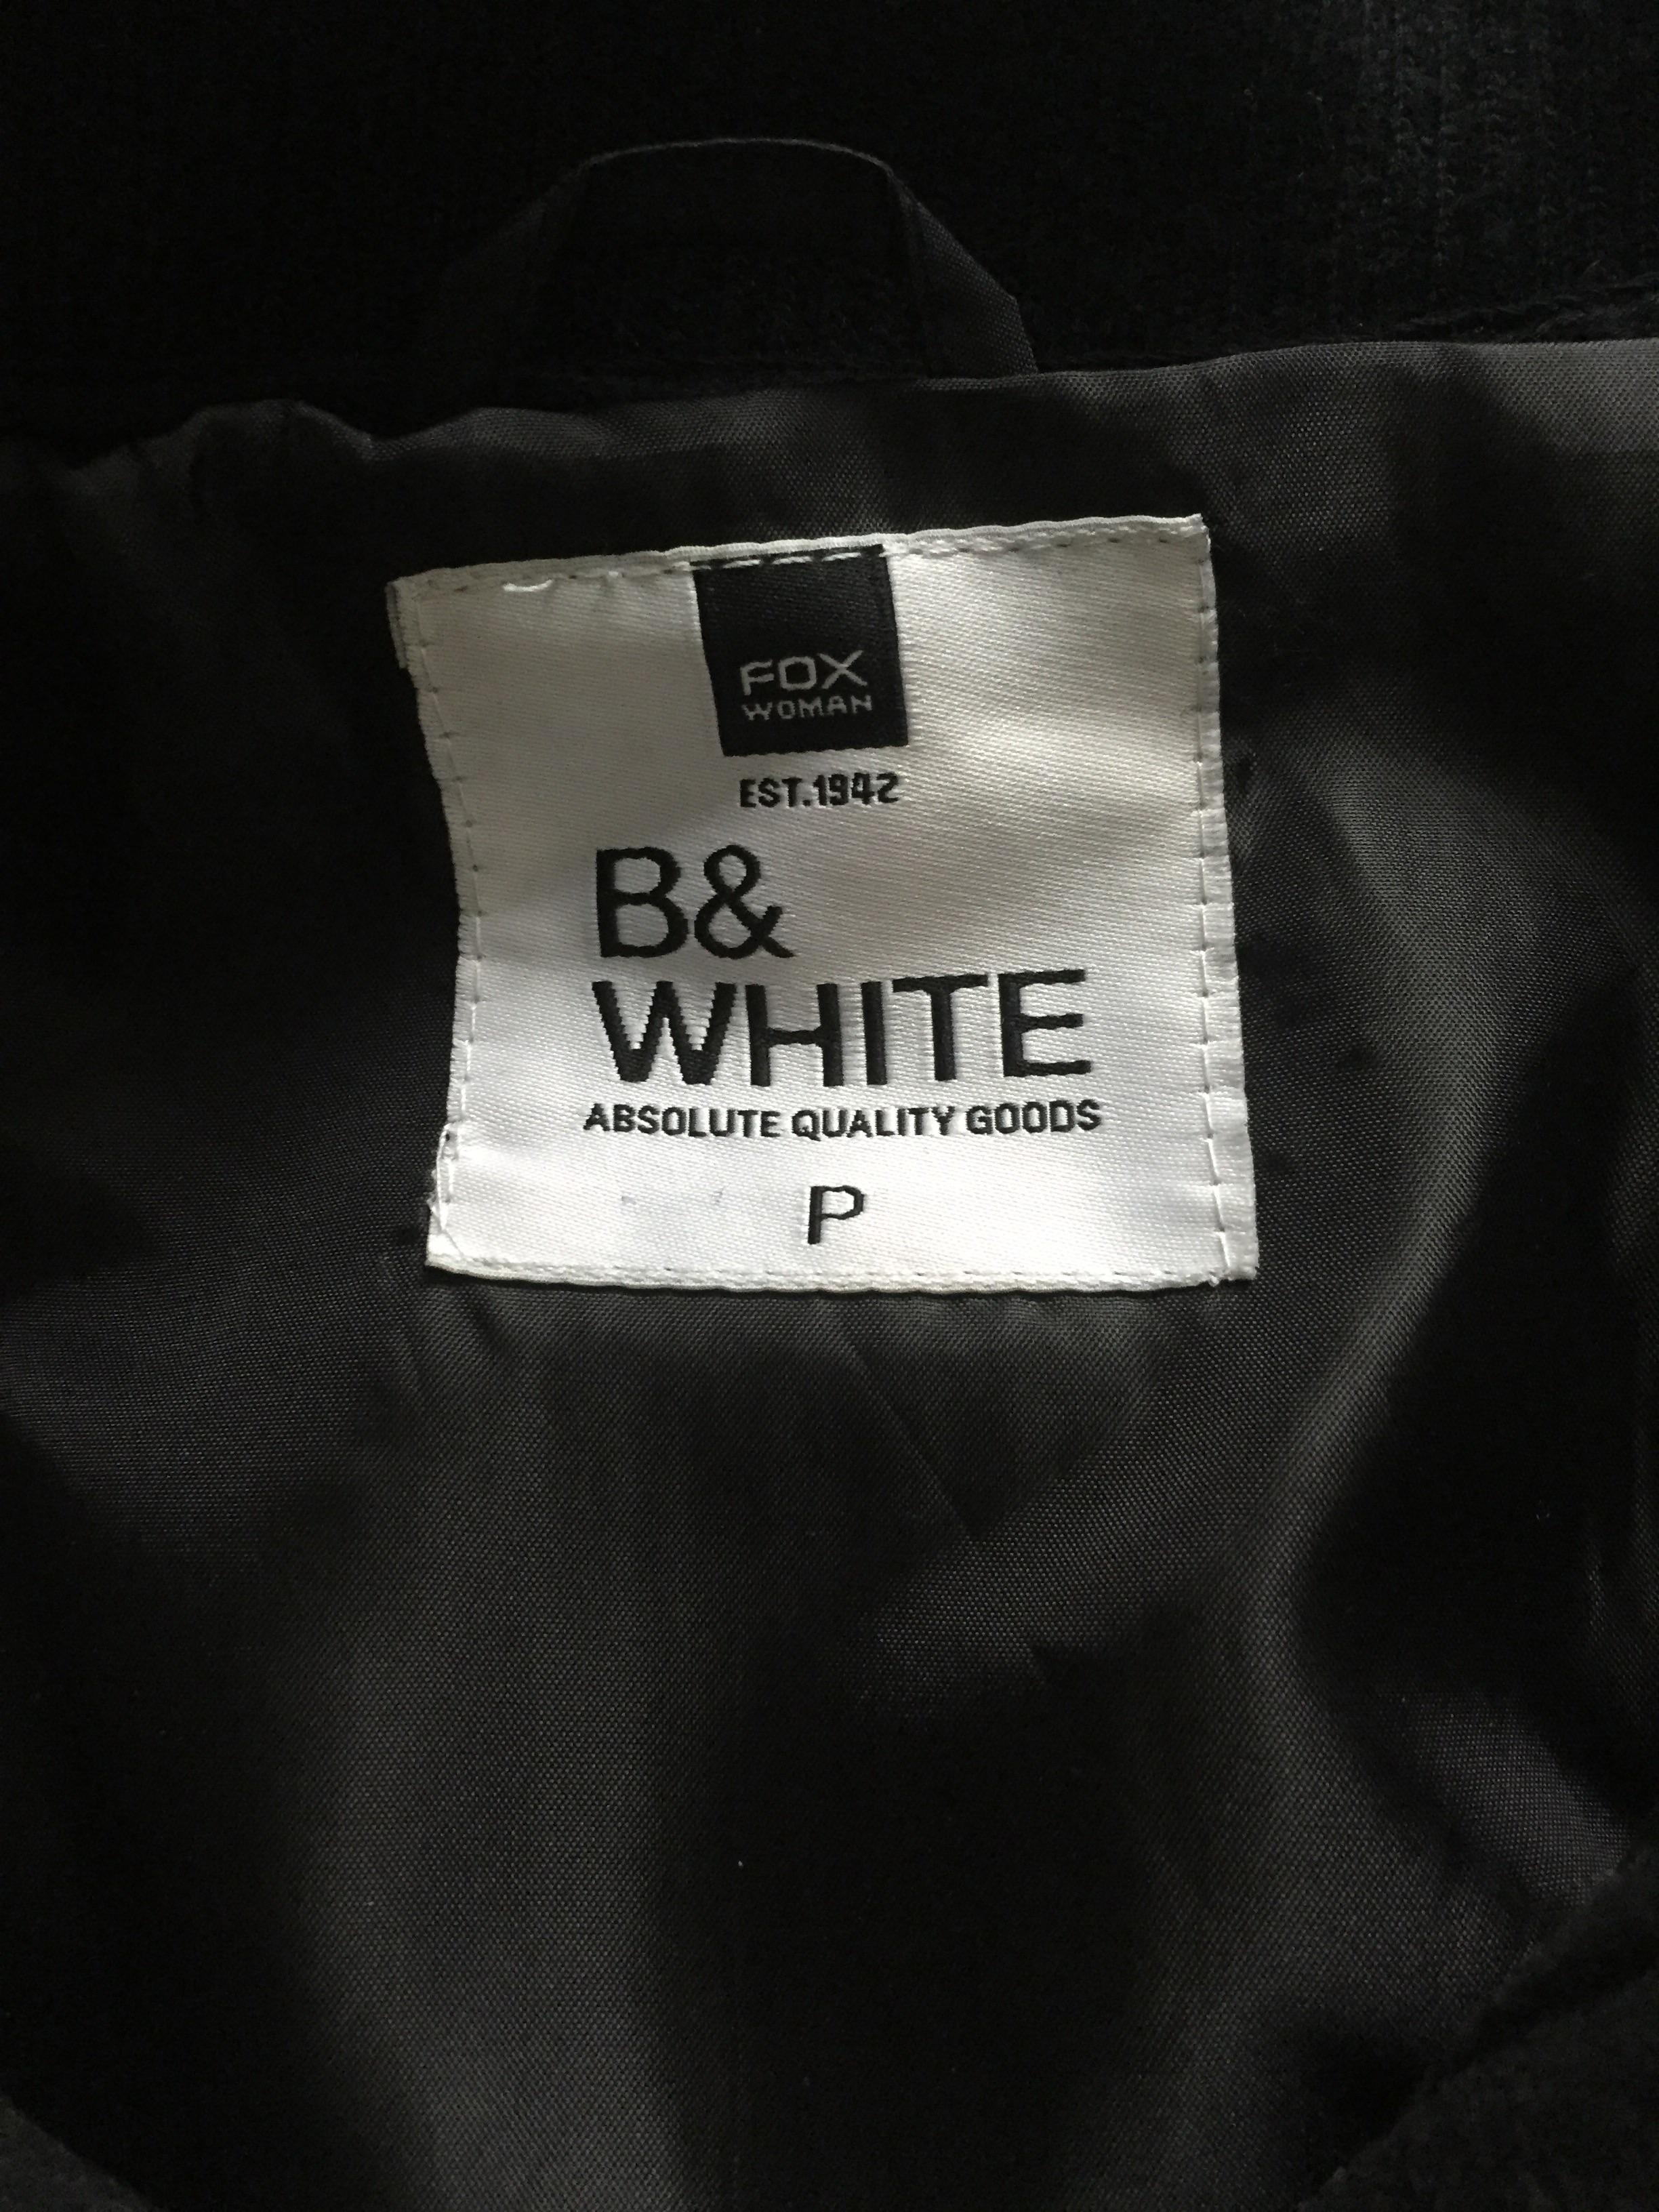 FOX
WOMAN
EST.1942
B&
WHITE
ABSOLUTE QUALITY GOODS
P